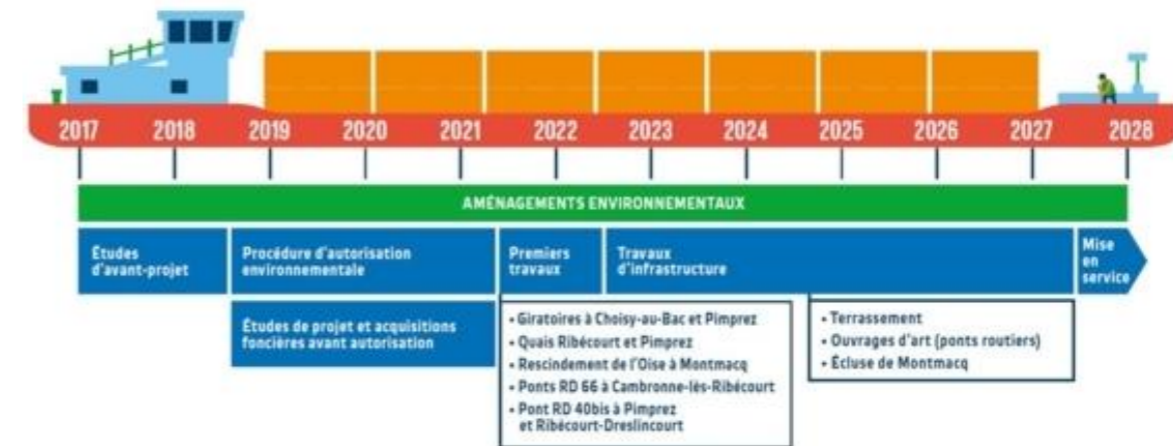 2017 2018 2019 2020 2021 2022 2023 2024 2025 2026 2027 2028
AMÉNAGEMENTS ENVIRONNEMENTAUX
Études
d'avant-projet
Procédure d'autorisation
environnementale
Premiers
travaux
Travaux
d'infrastructure
Mise
en
service
Études de projet et acquisitions
foncières avant autorisation
• Giratoires à Choisy-au-Bac et Pimprez
• Quais Ribécourt et Pimprez
• Rescindement de l'Oise à Montmacq
• Ponts RD 66 à Cambronne-lès-Ribécourt
• Pont RD 40bis à Pimprez
et Ribécourt-Dreslincourt
• Terrassement
• Ouvrages d'art (ponts routiers)
• Écluse de Montmacq